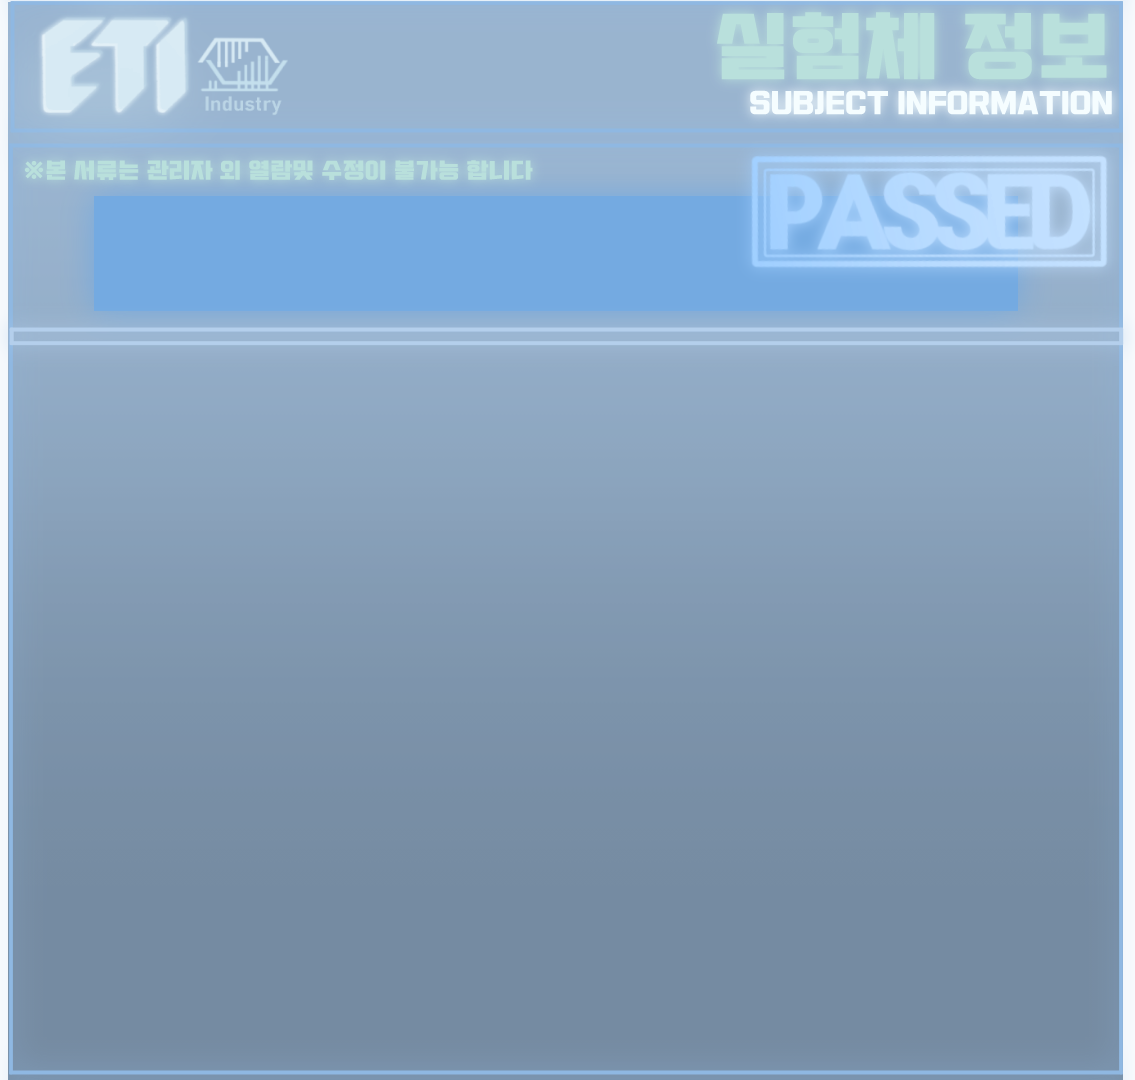 ETI
Industry
실험체 정보
SUBJECT INFORMATION
※본 서류는 관리자 외 열람및 수정이 불가능 합니다
PASSED